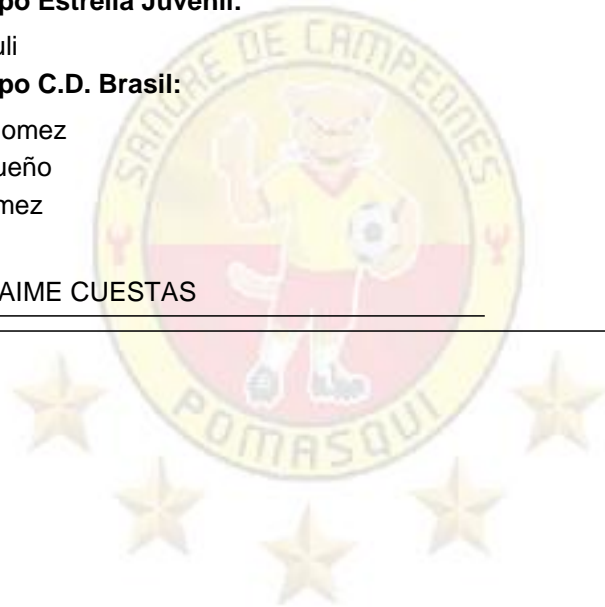 po Estrella Juvenil:
uli
po C.D. Brasil:
omez
ueño
mez
AIME CUESTAS
SANGRE DE CAMPEONES
POMASQUI